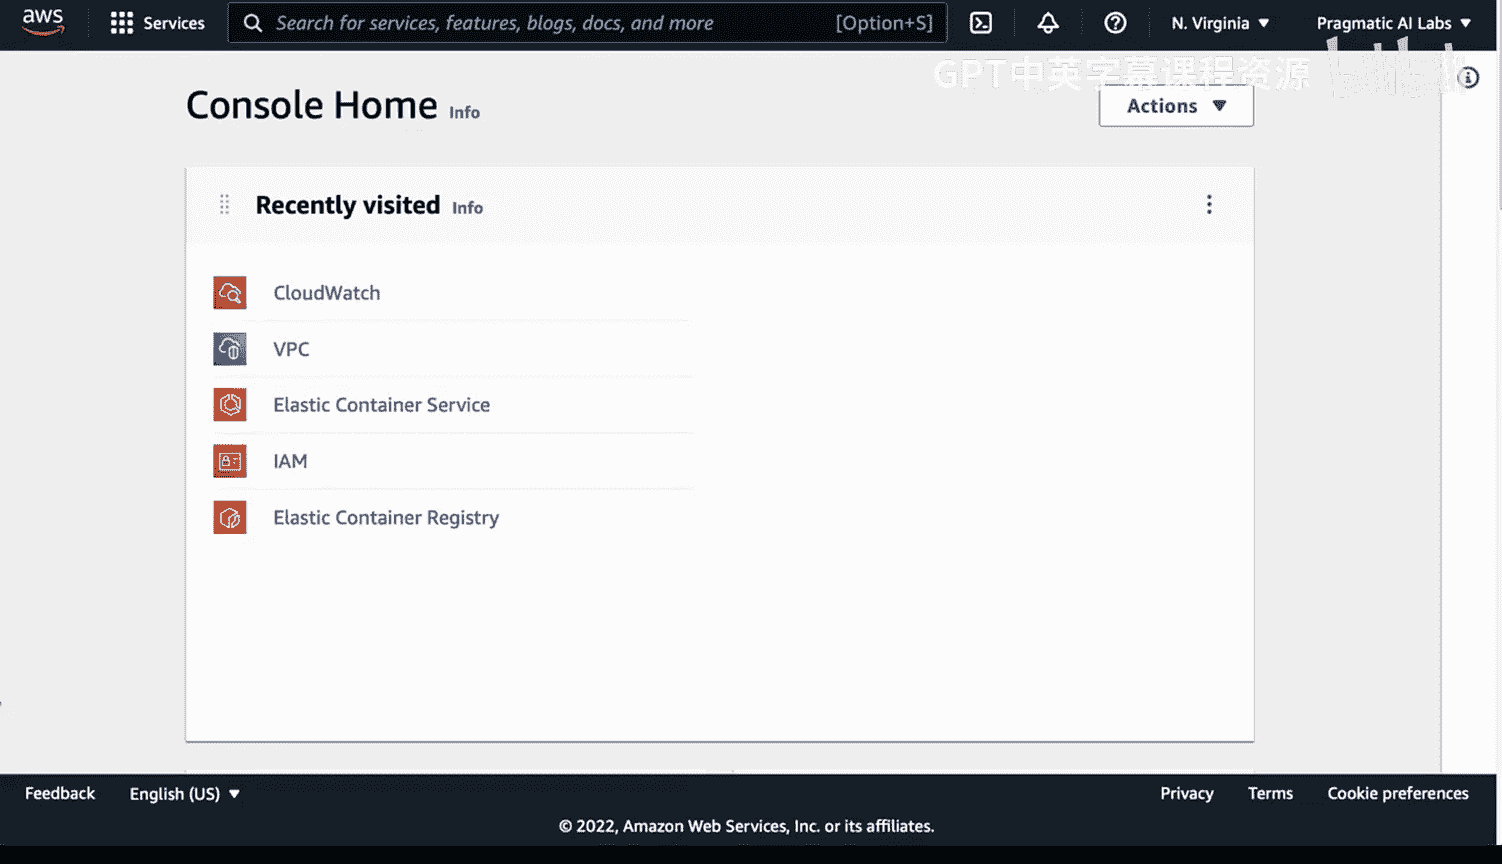 aws Services Search for services, features, blogs, docs, and more [Option+S] N. Virginia Pragmatic AI Labs
GPT中英字幕课程资源
Console Home Info
Actions
Recently visited Info
CloudWatch
VPC
Elastic Container Service
IAM
Elastic Container Registry
Feedback English (US) Privacy Terms Cookie preferences
© 2022, Amazon Web Services, Inc. or its affiliates.